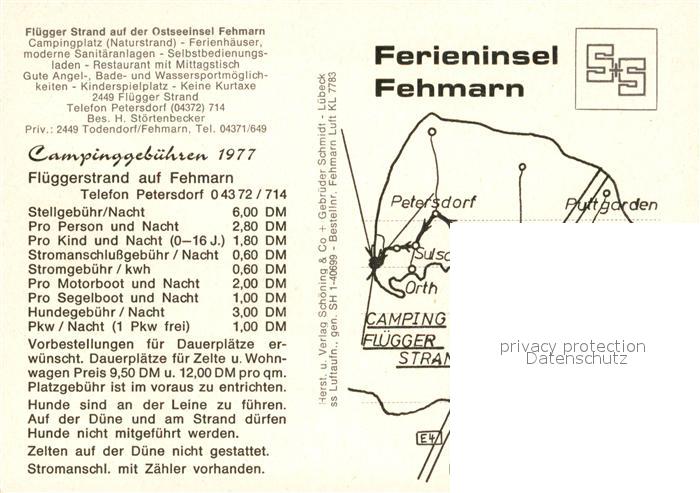 Flügger Strand auf der Ostseeinsel Fehmarn
Campingplatz (Naturstrand) - Ferienhäuser,
moderne Sanitäranlagen - Selbstbedienungs-
laden - Restaurant mit Mittagstisch
Gute Angel-, Bade- und Wassersportmöglich-
keiten - Kinderspielplatz - Keine Kurtaxe
2449 Flügger Strand
Telefon Petersdorf (04372) 714
Bes. H. Störtenbecker
Priv.: 2449 Todendorf/Fehmarn, Tel. 04371/649
Campinggebühren 1977
Flüggerstrand auf Fehmarn
Telefon Petersdorf 0 43 72 / 714
Stellgebühr/Nacht 6,00 DM
Pro Person und Nacht 2,80 DM
Pro Kind und Nacht (0—16 J.) 1,80 DM
Stromanschlußgebühr / Nacht 0,60 DM
Stromgebühr / kwh 0,60 DM
Pro Motorboot und Nacht 2,00 DM
Pro Segelboot und Nacht 1,00 DM
Hundegebühr / Nacht 3,00 DM
Pkw / Nacht (1 Pkw frei) 1,00 DM
Vorbestellungen für Dauerplätze er-
wünscht. Dauerplätze für Zelte u. Wohn-
wagen Preis 9,50 DM u. 12,00 DM pro qm.
Platzgebühr ist im voraus zu entrichten.
Hunde sind an der Leine zu führen.
Auf der Düne und am Strand dürfen
Hunde nicht mitgeführt werden.
Zelten auf der Düne nicht gestattet.
Stromanschl. mit Zähler vorhanden.
Herst. u. Verlag Schöning & Co + Gebrüder Schmidt - Lübeck
ss Luftaufn., gen. SH 1-40699 - Bestellnr. Fehmarn Luft KL 7783
Ferieninsel
Fehmarn
S+S
Petersdorf
Puttgarden
Sulsd
Orth
CAMPING
FLÜGGER
STRAN
E4
privacy protection
Datenschutz